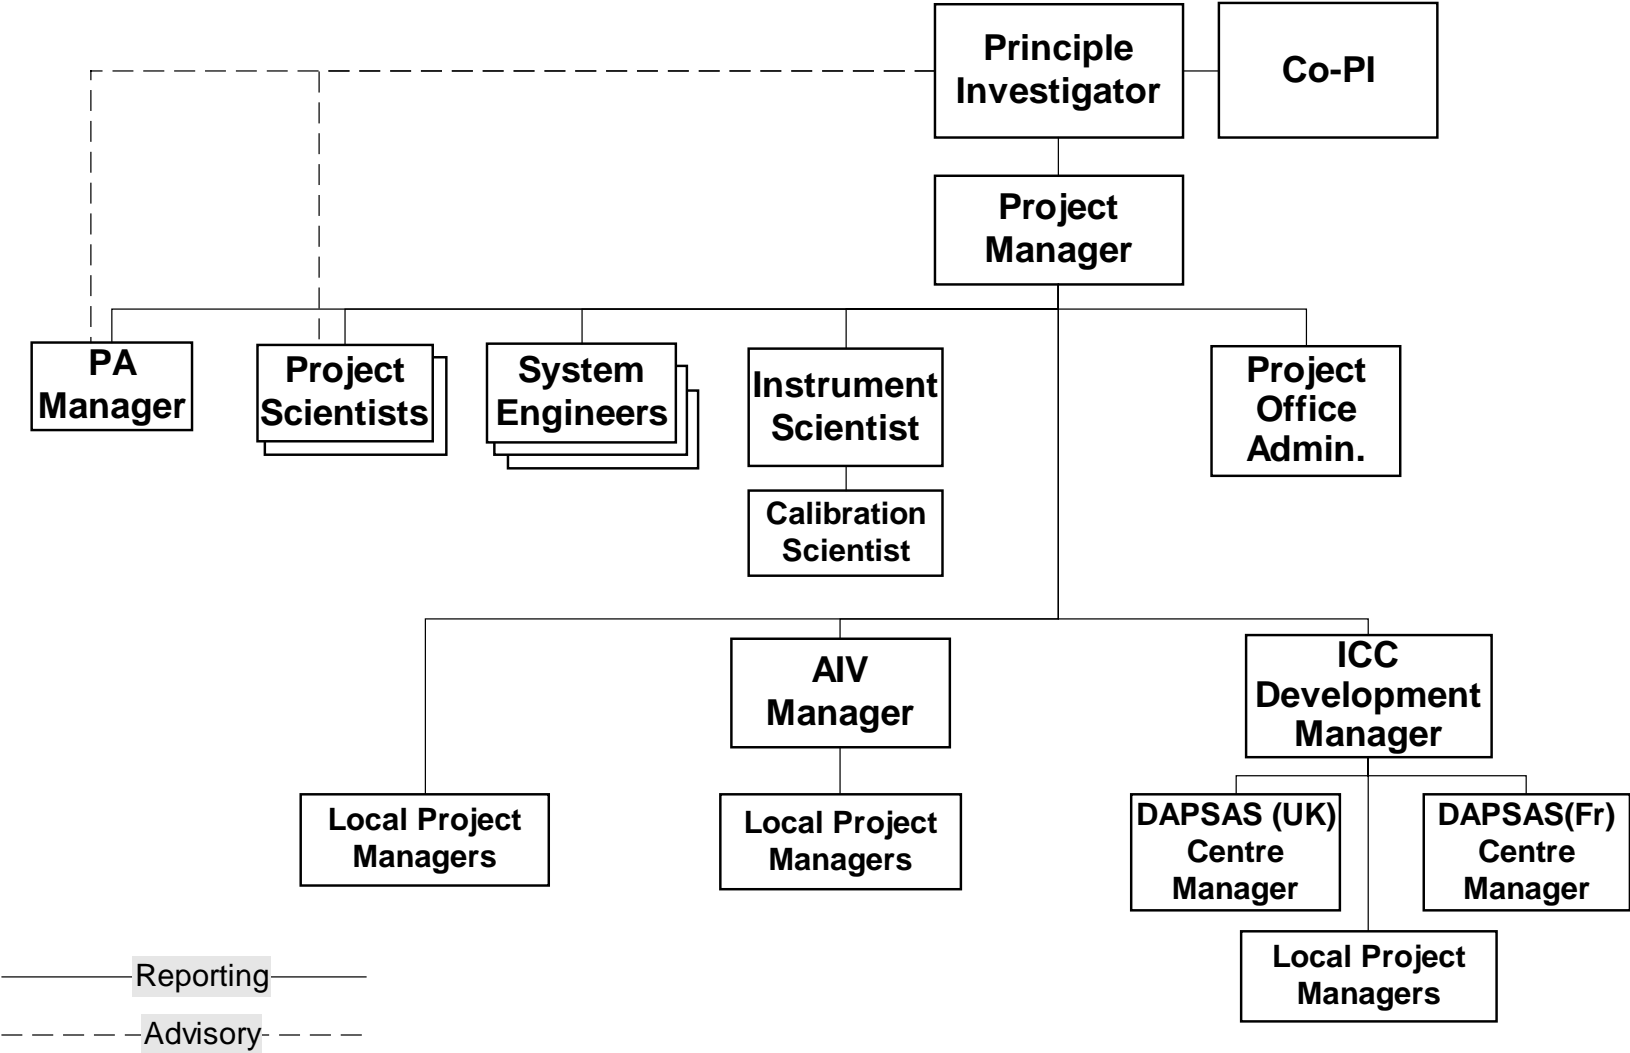 Principle
Investigator
Co-PI
Project
Manager
PA
Manager
Project
Scientists
System
Engineers
Instrument
Scientist
Project
Office
Admin.
Calibration
Scientist
AIV
Manager
ICC
Development
Manager
Local Project
Managers
Local Project
Managers
DAPSAS (UK)
Centre
Manager
DAPSAS(Fr)
Centre
Manager
Local Project
Managers
Reporting
Advisory